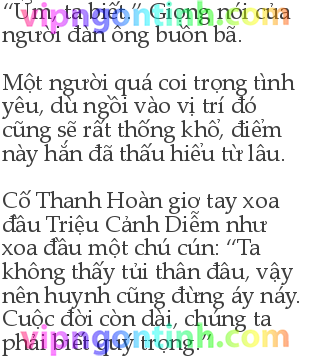 “Ừm, ta biết.” Giọng nói của
người đàn ông buồn bã.
Một người quá coi trọng tình
yêu, dù ngồi vào vị trí đó
cũng sẽ rất thống khổ, điểm
này hắn đã thấu hiểu từ lâu.
Cố Thanh Hoàn giơ tay xoa
đầu Triệu Cảnh Diễm như
xoa đầu một chú cún: “Ta
không thấy tủi thân đâu, vậy
nên huynh cũng đừng áy náy.
Cuộc đời còn dài, chúng ta
phải biết quý trọng.”
vipngontinh.com
vipngontinh.com